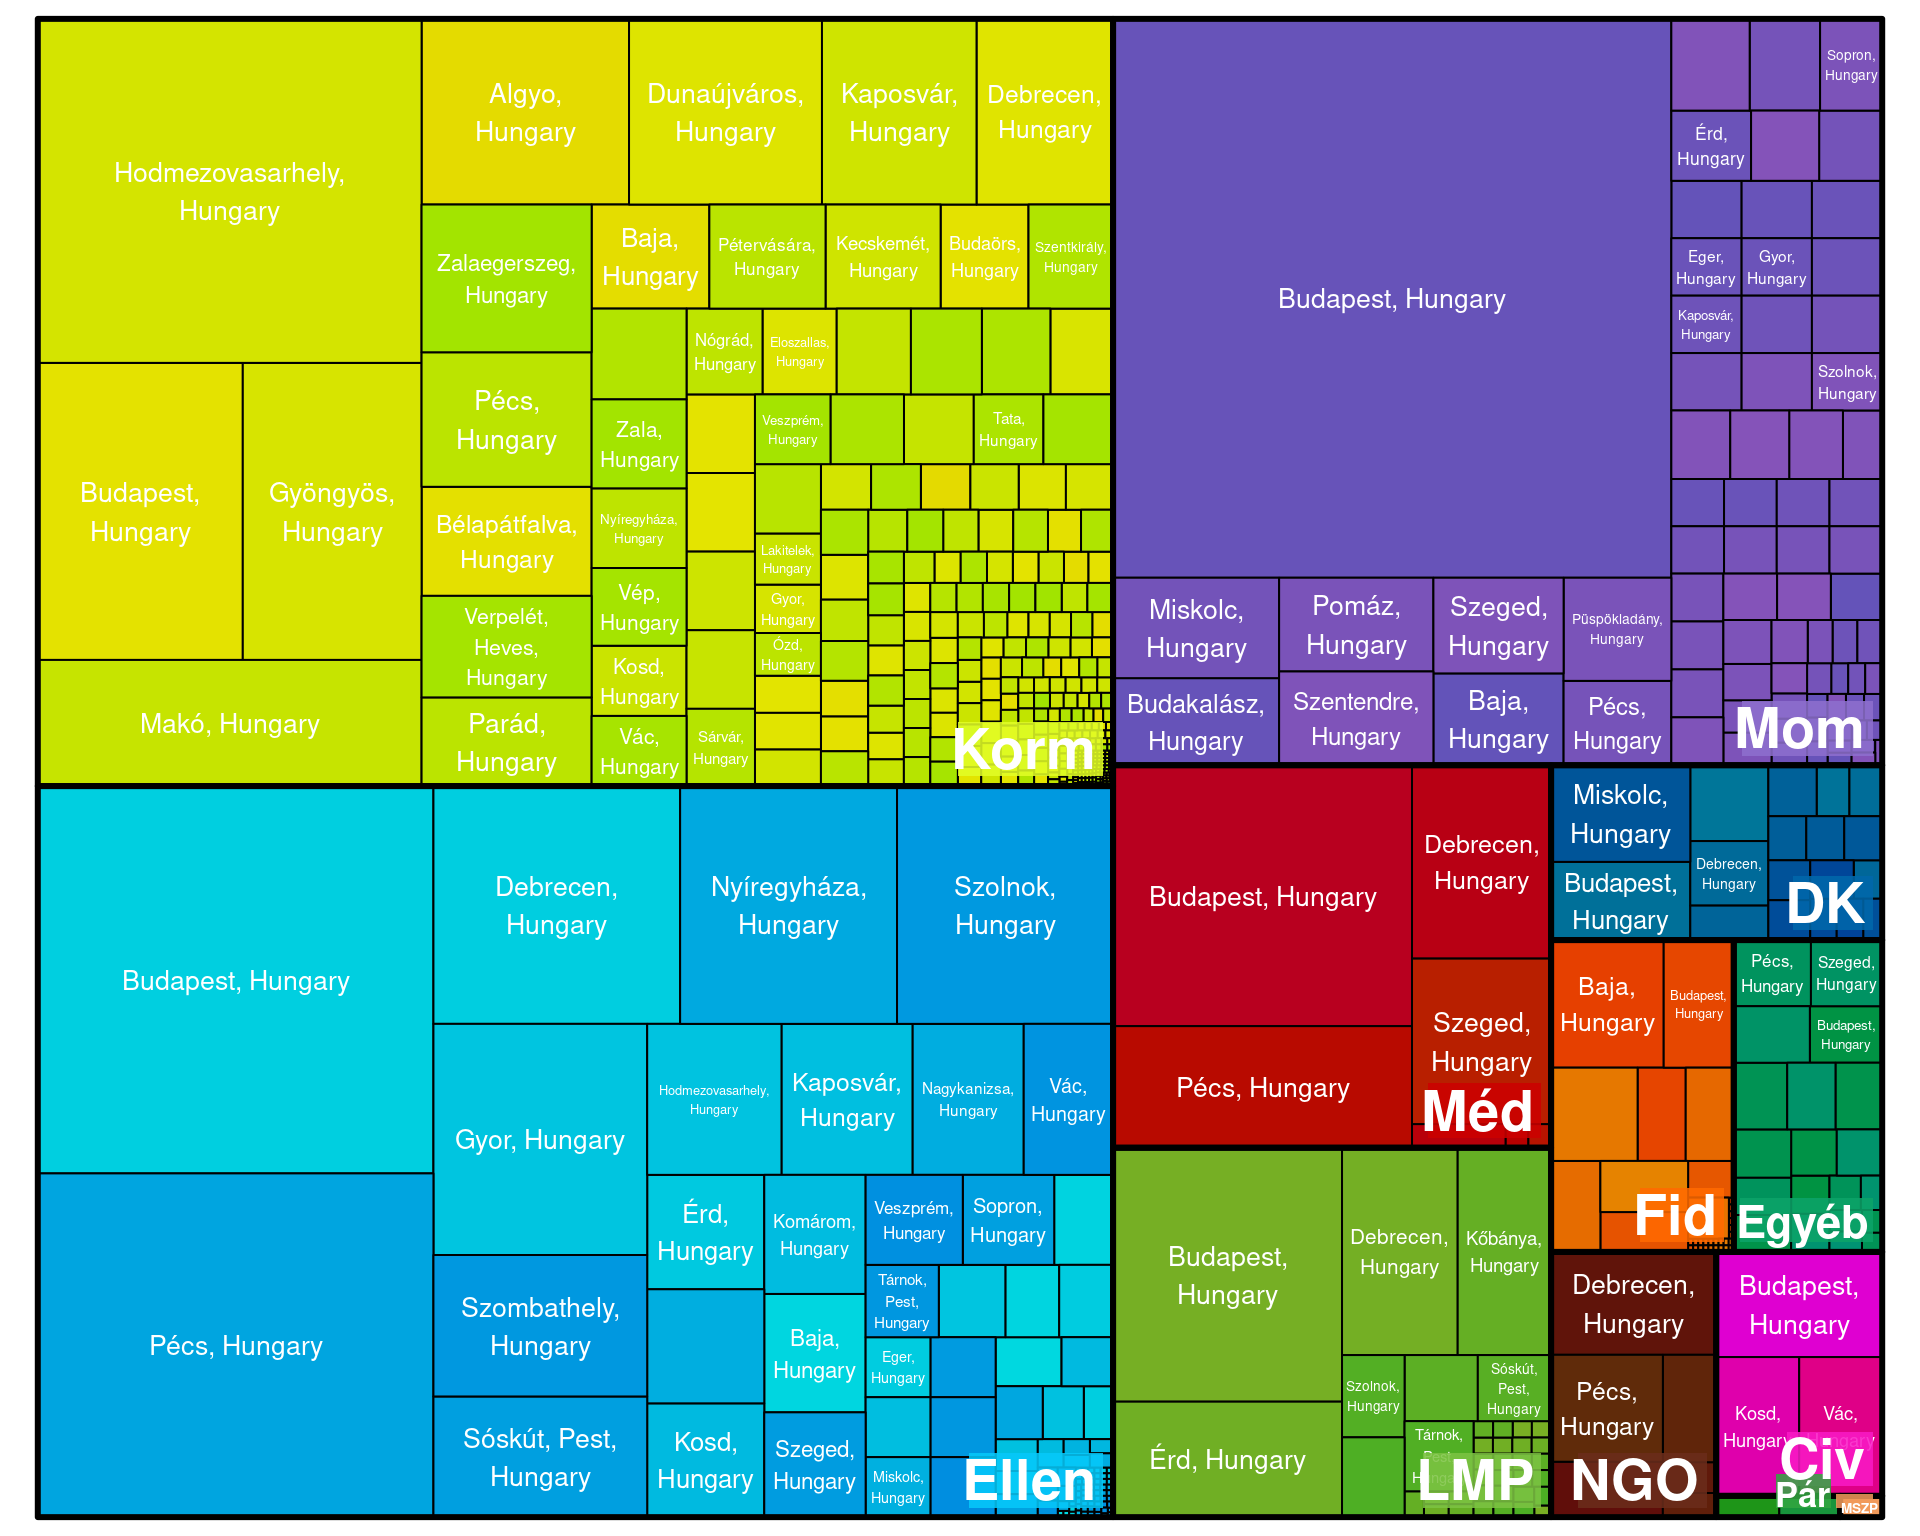 Hodmezovasarhely,
Hungary
Budapest,
Hungary
Gyöngyös,
Hungary
Makó, Hungary
Algyo,
Hungary
Dunaújváros,
Hungary
Kaposvár,
Hungary
Debrecen,
Hungary
Zalaegerszeg,
Hungary
Pécs,
Hungary
Bélapátfalva,
Hungary
Verpelét,
Heves,
Hungary
Parád,
Hungary
Baja,
Hungary
Pétervására,
Hungary
Kecskemét,
Hungary
Budaörs,
Hungary
Szentkirály,
Hungary
Zala,
Hungary
Nyíregyháza,
Hungary
Vép,
Hungary
Kosd,
Hungary
Vác,
Hungary
Nógrád,
Hungary
Eloszallas,
Hungary
Veszprém,
Hungary
Tata,
Hungary
Lakitelek,
Hungary
Gyor,
Hungary
Ózd,
Hungary
Sárvár,
Hungary
Korm
Budapest, Hungary
Miskolc,
Hungary
Budakalász,
Hungary
Pomáz,
Hungary
Szentendre,
Hungary
Szeged,
Hungary
Baja,
Hungary
Püspökladány,
Hungary
Pécs,
Hungary
Sopron,
Hungary
Érd,
Hungary
Eger,
Hungary
Gyor,
Hungary
Kaposvár,
Hungary
Szolnok,
Hungary
Mom
Budapest, Hungary
Pécs, Hungary
Debrecen,
Hungary
Nyíregyháza,
Hungary
Szolnok,
Hungary
Gyor, Hungary
Szombathely,
Hungary
Sóskút, Pest,
Hungary
Hodmezovasarhely,
Hungary
Kaposvár,
Hungary
Nagykanizsa,
Hungary
Vác,
Hungary
Érd,
Hungary
Kosd,
Hungary
Komárom,
Hungary
Baja,
Hungary
Szeged,
Hungary
Veszprém,
Hungary
Sopron,
Hungary
Tárnok,
Pest,
Hungary
Eger,
Hungary
Miskolc,
Hungary
Ellen
Budapest, Hungary
Pécs, Hungary
Debrecen,
Hungary
Szeged,
Hungary
Méd
Budapest,
Hungary
Érd, Hungary
Debrecen,
Hungary
Kőbánya,
Hungary
Szolnok,
Hungary
Sóskút,
Pest,
Hungary
Tárnok,
Pest,
LMP
Miskolc,
Hungary
Budapest,
Hungary
Debrecen,
Hungary
DK
Baja,
Hungary
Budapest,
Hungary
Fid
Pécs,
Hungary
Szeged,
Hungary
Budapest,
Hungary
Egyéb
Debrecen,
Hungary
Pécs,
Hungary
NGO
Budapest,
Hungary
Kosd,
Hungary
Vác,
Hungary
Civ
Pár
MSZP